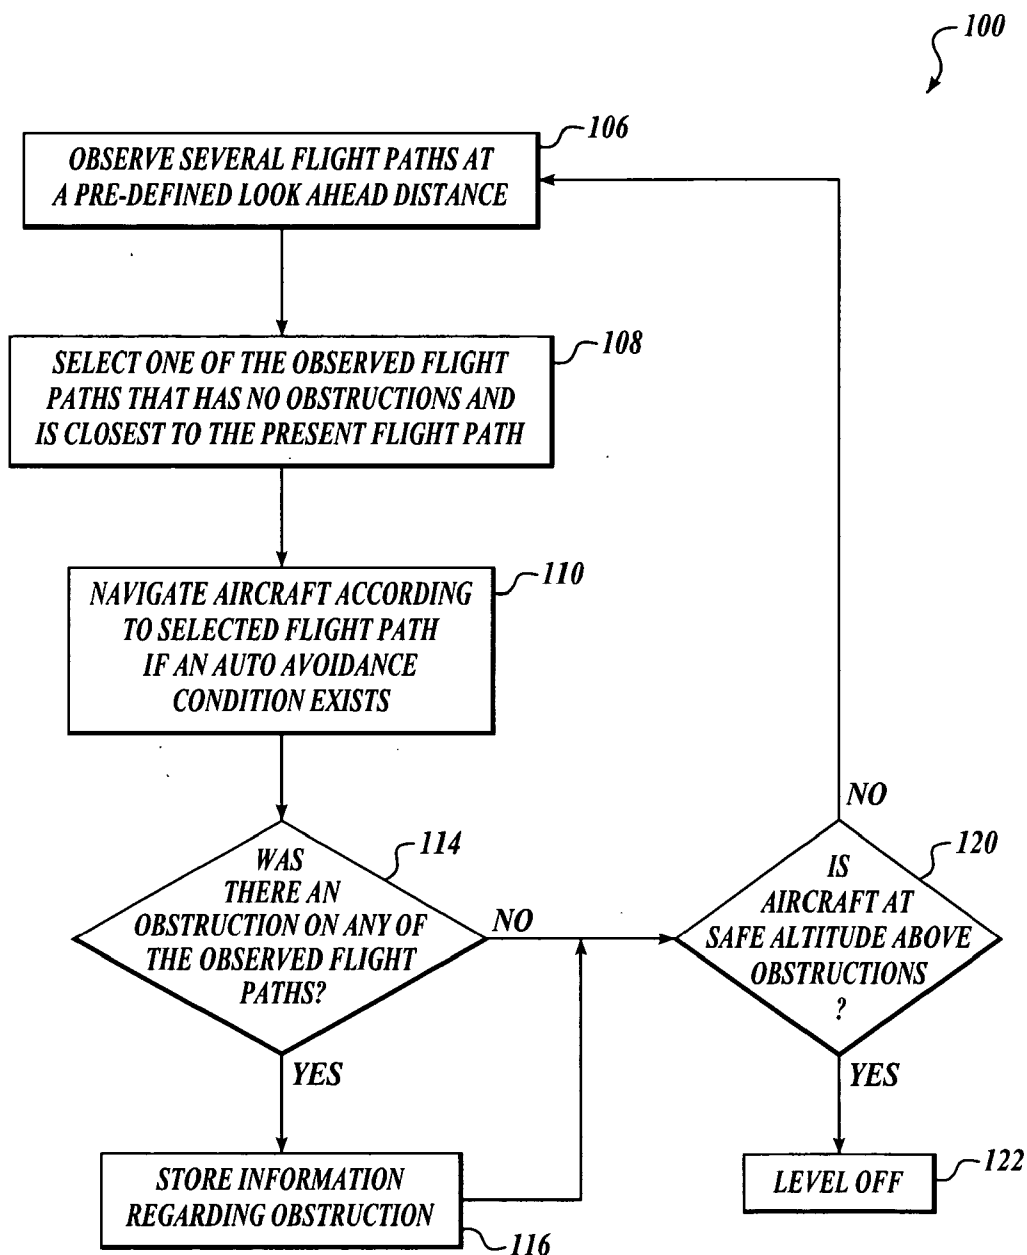 100
106
OBSERVE SEVERAL FLIGHT PATHS AT
A PRE-DEFINED LOOK AHEAD DISTANCE
108
SELECT ONE OF THE OBSERVED FLIGHT
PATHS THAT HAS NO OBSTRUCTIONS AND
IS CLOSEST TO THE PRESENT FLIGHT PATH
110
NAVIGATE AIRCRAFT ACCORDING
TO SELECTED FLIGHT PATH
IF AN AUTO AVOIDANCE
CONDITION EXISTS
114
WAS
THERE AN
OBSTRUCTION ON ANY OF
THE OBSERVED FLIGHT
PATHS?
NO
YES
STORE INFORMATION
REGARDING OBSTRUCTION
116
NO
120
IS
AIRCRAFT AT
SAFE ALTITUDE ABOVE
OBSTRUCTIONS
?
YES
LEVEL OFF
122